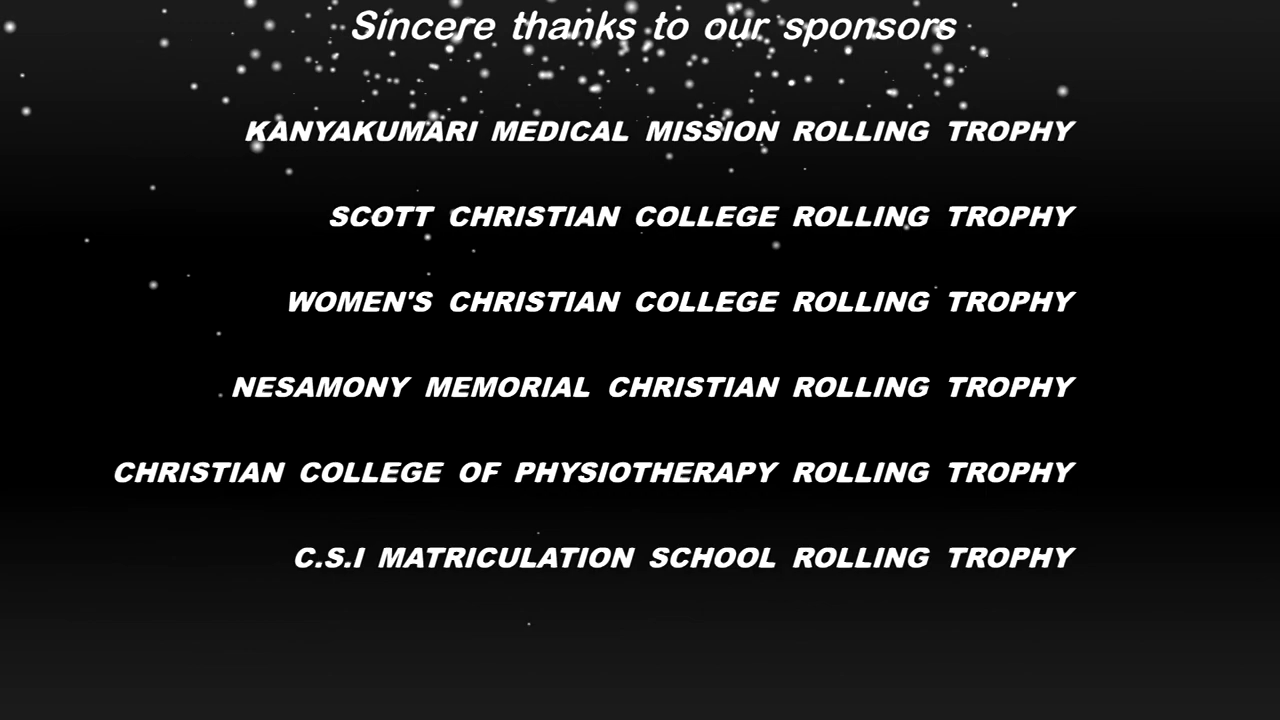 Sincere thanks to our sponsors
KANYAKUMARI MEDICAL MISSION ROLLING TROPHY
SCOTT CHRISTIAN COLLEGE ROLLING TROPHY
WOMEN'S CHRISTIAN COLLEGE ROLLING TROPHY
NESAMONY MEMORIAL CHRISTIAN ROLLING TROPHY
CHRISTIAN COLLEGE OF PHYSIOTHERAPY ROLLING TROPHY
C.S.I MATRICULATION SCHOOL ROLLING TROPHY